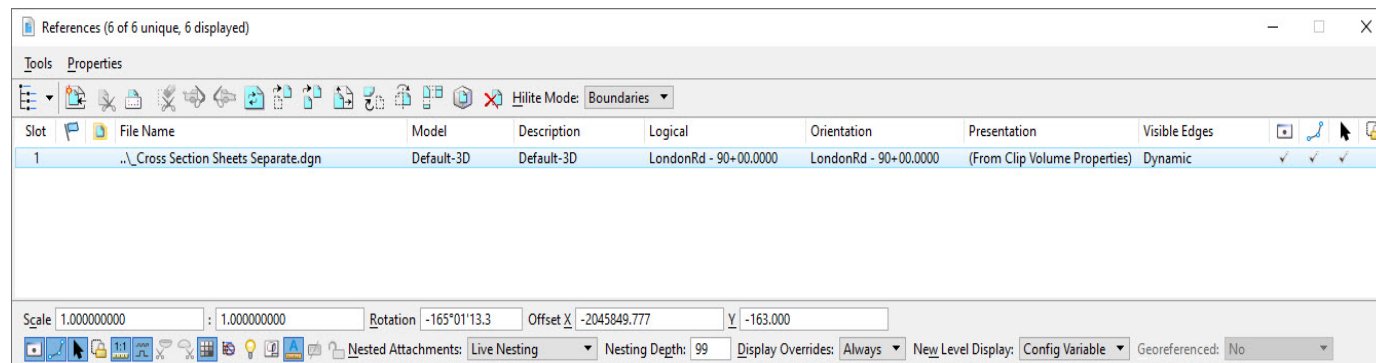 References (6 of 6 unique, 6 displayed)
Tools Properties
Hilite Mode: Boundaries
Slot File Name Model Description Logical Orientation Presentation Visible Edges
1 ..\_Cross Section Sheets Separate.dgn Default-3D Default-3D LondonRd - 90+00.0000 LondonRd - 90+00.0000 (From Clip Volume Properties) Dynamic
Scale 1.000000000 : 1.000000000 Rotation -165°01'13.3 Offset X -2045849.777 Y -163.000
1:1 A Nested Attachments: Live Nesting Nesting Depth: 99 Display Overrides: Always New Level Display: Config Variable Georeferenced: No